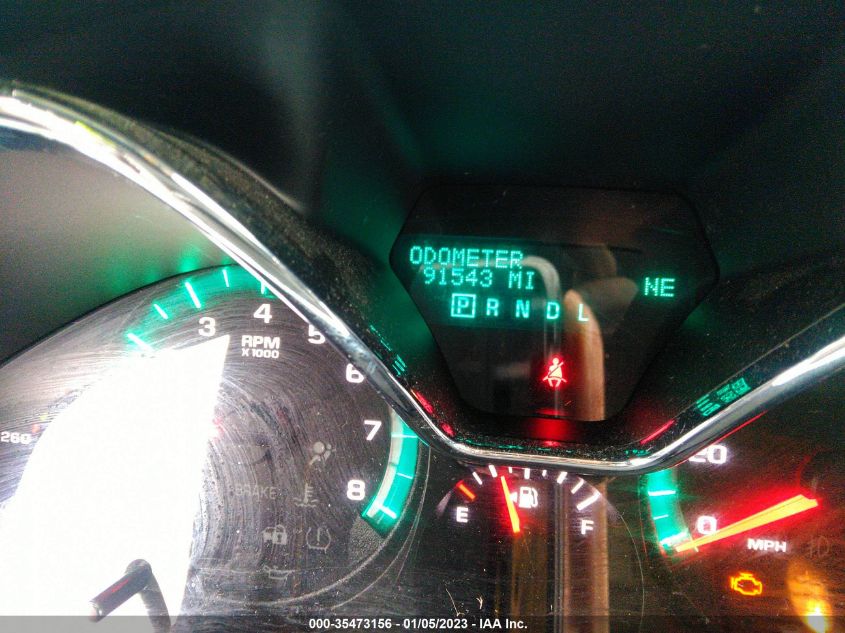 ODOMETER
91543 MI
NE
P R N D L
3
4
5
RPM
X1000
6
7
8
260
BRAKE
E
F
20
0
MPH
000-35473156 - 01/05/2023 - IAA Inc.